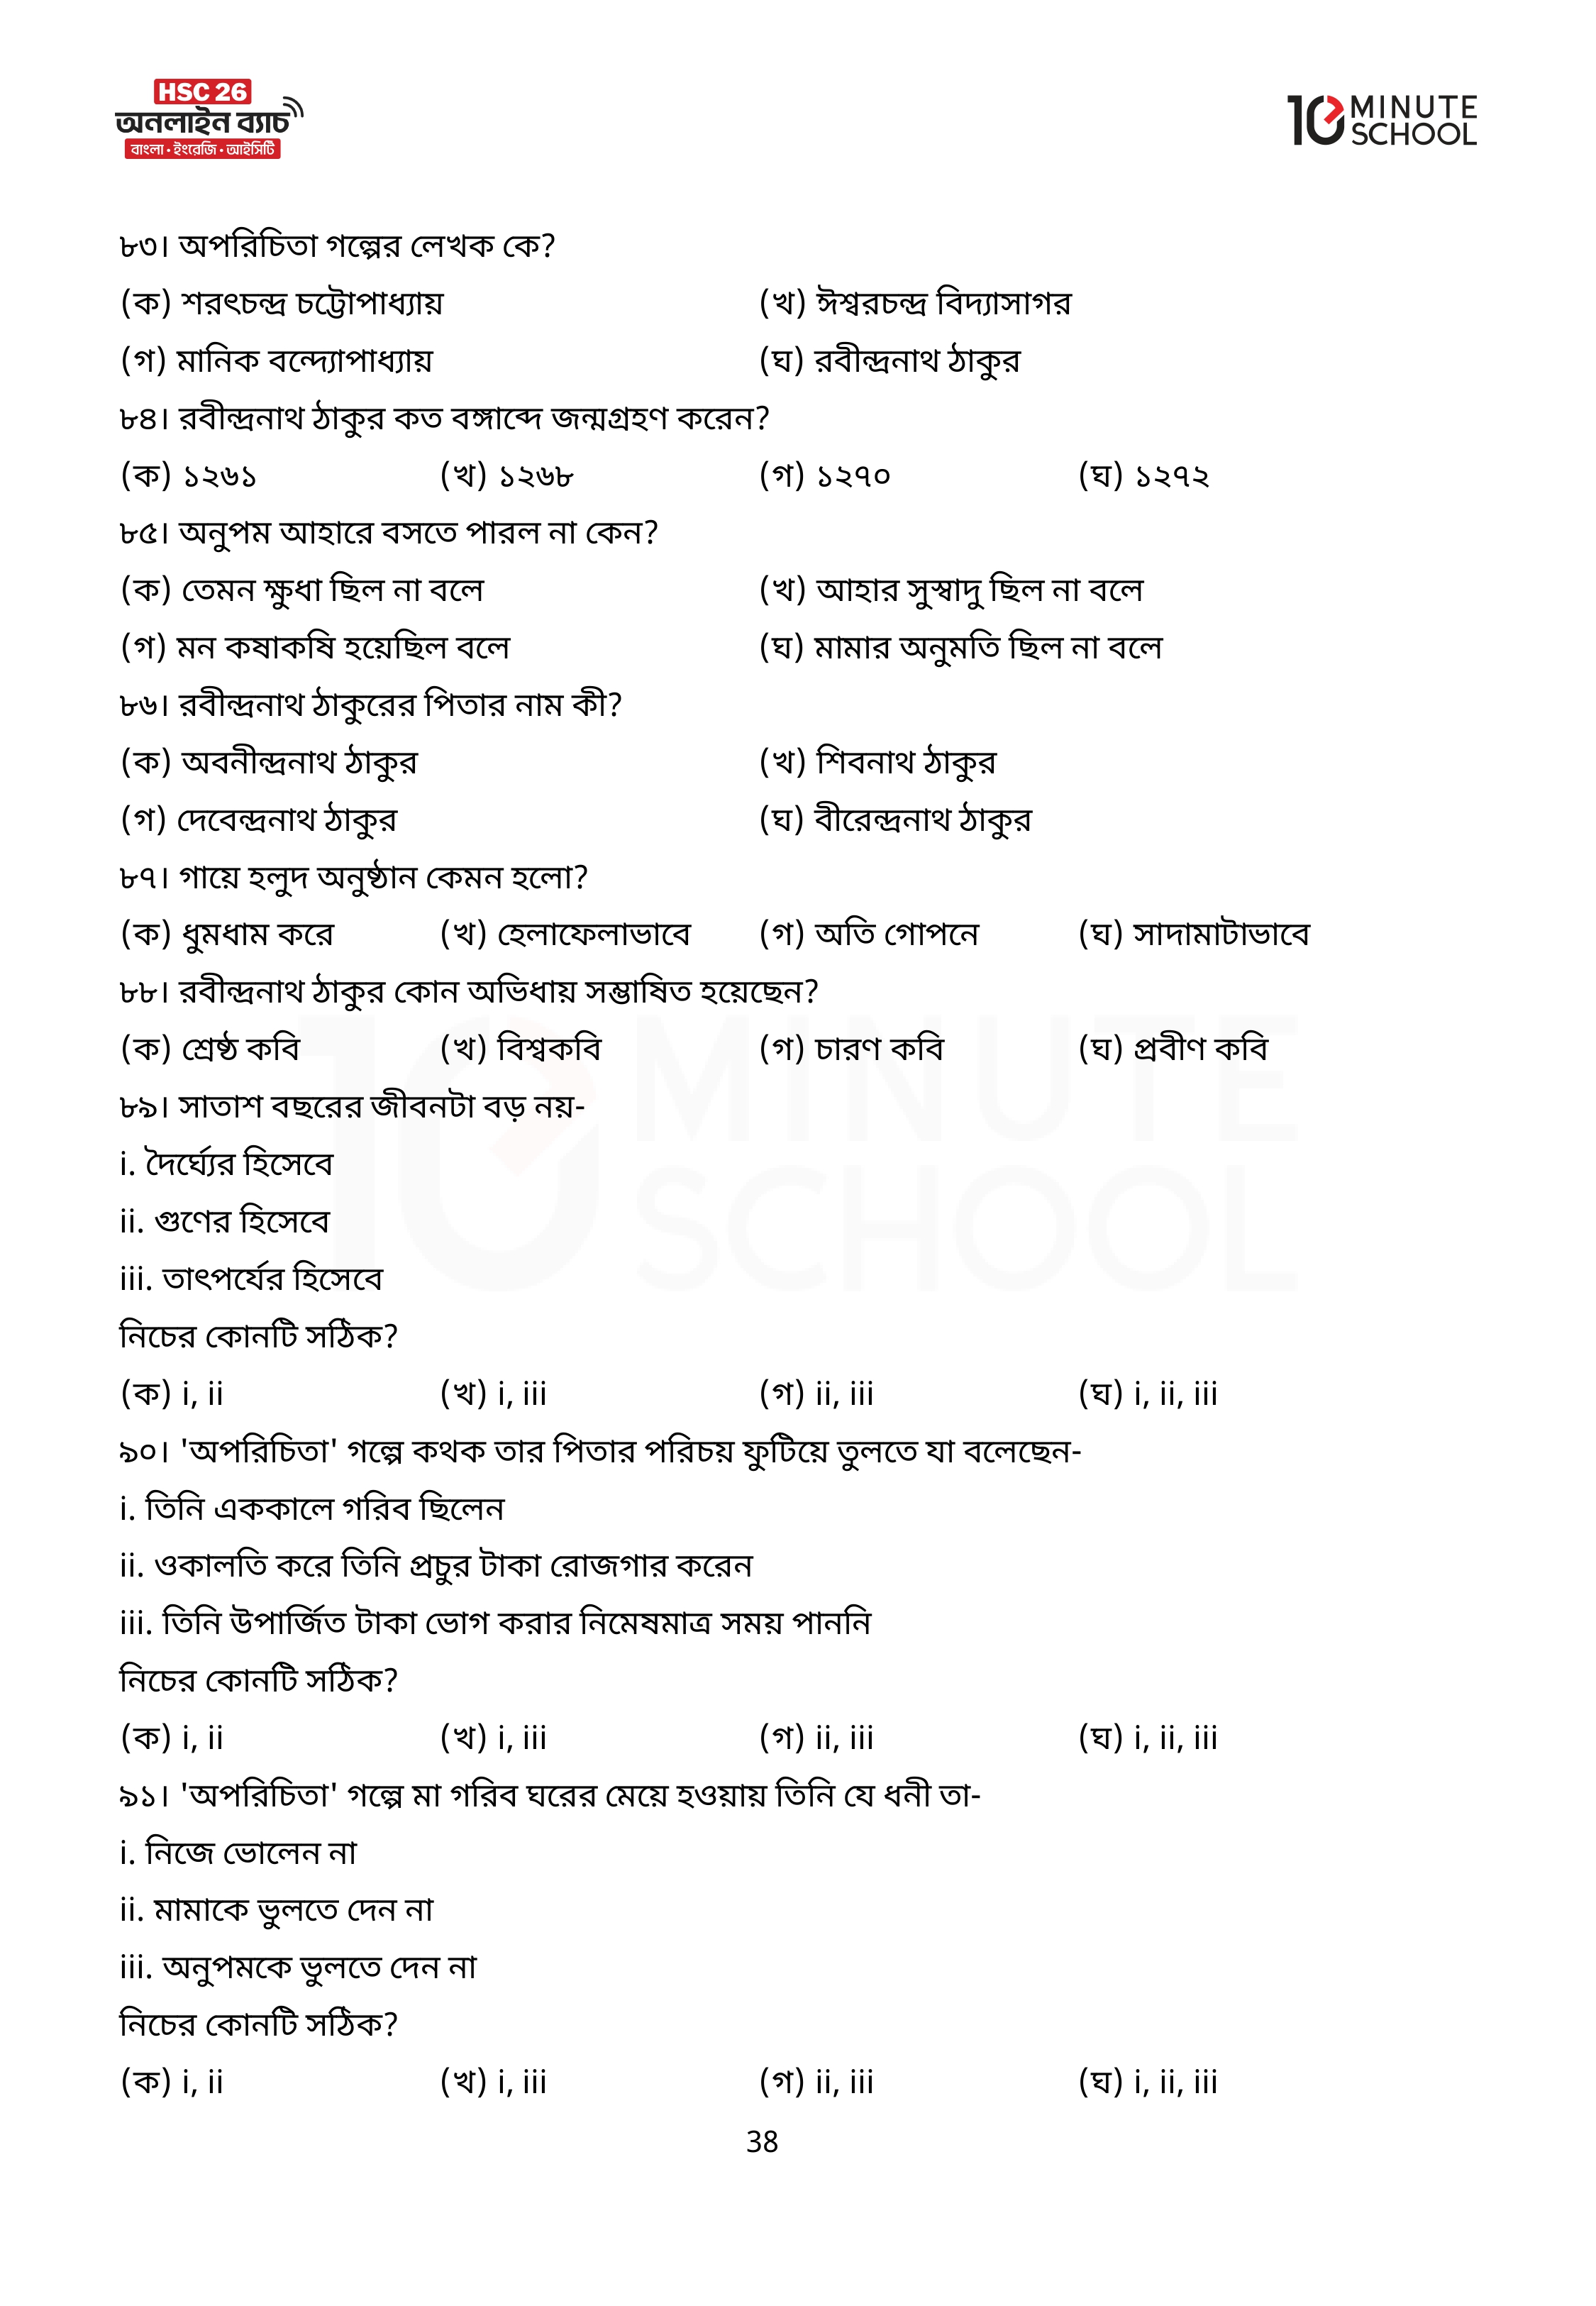 HSC 26
অনলাইন ব্যাচ
বাংলা • ইংরেজি • আইসিটি
10 MINUTE SCHOOL
৮৩। অপরিচিতা গল্পের লেখক কে?
(ক) শরৎচন্দ্র চট্টোপাধ্যায় (খ) ঈশ্বরচন্দ্র বিদ্যাসাগর
(গ) মানিক বন্দ্যোপাধ্যায় (ঘ) রবীন্দ্রনাথ ঠাকুর
৮৪। রবীন্দ্রনাথ ঠাকুর কত বঙ্গাব্দে জন্মগ্রহণ করেন?
(ক) ১২৬১ (খ) ১২৬৮ (গ) ১২৭০ (ঘ) ১২৭২
৮৫। অনুপম আহারে বসতে পারল না কেন?
(ক) তেমন ক্ষুধা ছিল না বলে (খ) আহার সুস্বাদু ছিল না বলে
(গ) মন কষাকষি হয়েছিল বলে (ঘ) মামার অনুমতি ছিল না বলে
৮৬। রবীন্দ্রনাথ ঠাকুরের পিতার নাম কী?
(ক) অবনীন্দ্রনাথ ঠাকুর (খ) শিবনাথ ঠাকুর
(গ) দেবেন্দ্রনাথ ঠাকুর (ঘ) বীরেন্দ্রনাথ ঠাকুর
৮৭। গায়ে হলুদ অনুষ্ঠান কেমন হলো?
(ক) ধুমধাম করে (খ) হেলাফেলাভাবে (গ) অতি গোপনে (ঘ) সাদামাটাভাবে
৮৮। রবীন্দ্রনাথ ঠাকুর কোন অভিধায় সম্ভাষিত হয়েছেন?
(ক) শ্রেষ্ঠ কবি (খ) বিশ্বকবি (গ) চারণ কবি (ঘ) প্রবীণ কবি
৮৯। সাতাশ বছরের জীবনটা বড় নয়-
i. দৈর্ঘ্যের হিসেবে
ii. গুণের হিসেবে
iii. তাৎপর্যের হিসেবে
নিচের কোনটি সঠিক?
(ক) i, ii (খ) i, iii (গ) ii, iii (ঘ) i, ii, iii
৯০। 'অপরিচিতা' গল্পে কথক তার পিতার পরিচয় ফুটিয়ে তুলতে যা বলেছেন-
i. তিনি এককালে গরিব ছিলেন
ii. ওকালতি করে তিনি প্রচুর টাকা রোজগার করেন
iii. তিনি উপার্জিত টাকা ভোগ করার নিমেষমাত্র সময় পাননি
নিচের কোনটি সঠিক?
(ক) i, ii (খ) i, iii (গ) ii, iii (ঘ) i, ii, iii
৯১। 'অপরিচিতা' গল্পে মা গরিব ঘরের মেয়ে হওয়ায় তিনি যে ধনী তা-
i. নিজে ভোলেন না
ii. মামাকে ভুলতে দেন না
iii. অনুপমকে ভুলতে দেন না
নিচের কোনটি সঠিক?
(ক) i, ii (খ) i, iii (গ) ii, iii (ঘ) i, ii, iii
38